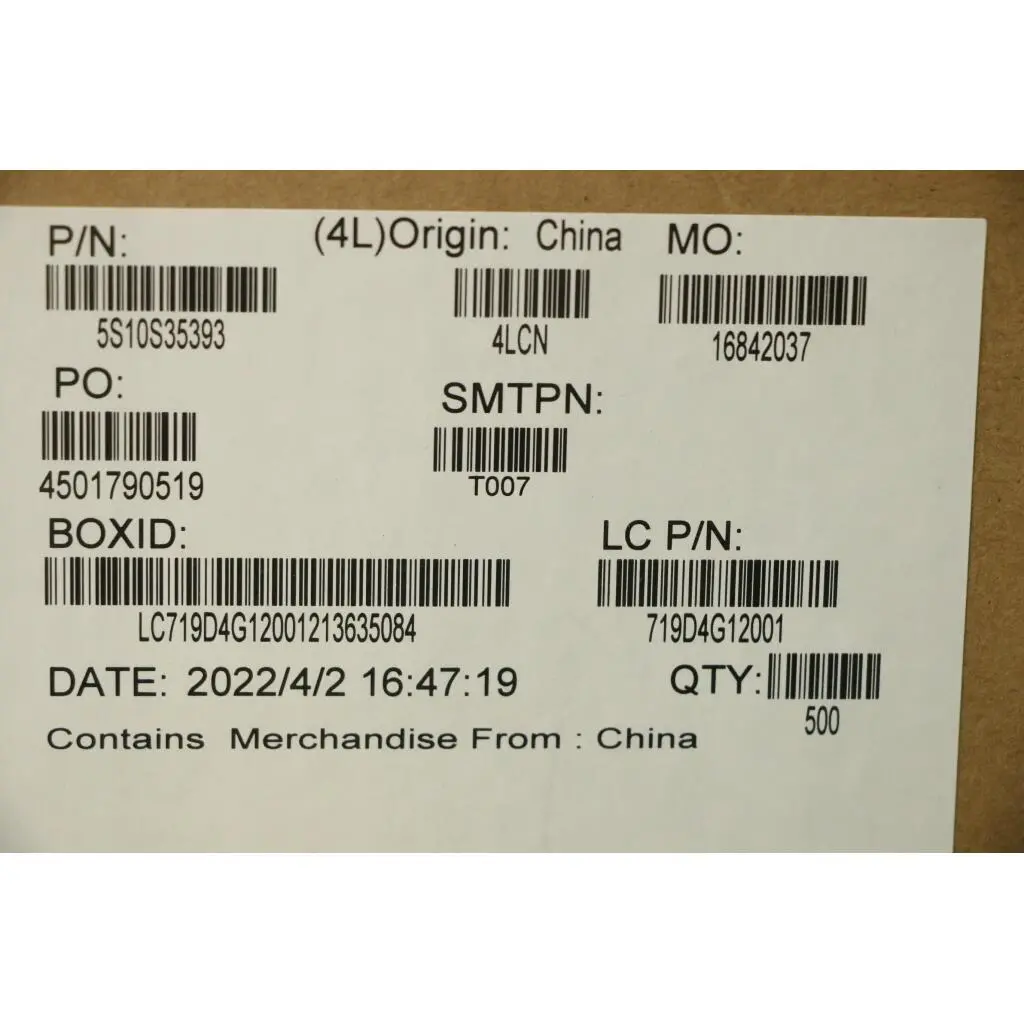 P/N: (4L)Origin: China MO:
5S10S35393 4LCN 16842037
PO: SMTPN:
4501790519 T007
BOXID: LC P/N:
LC719D4G12001213635084 719D4G12001
DATE: 2022/4/2 16:47:19 QTY:
500
Contains Merchandise From : China